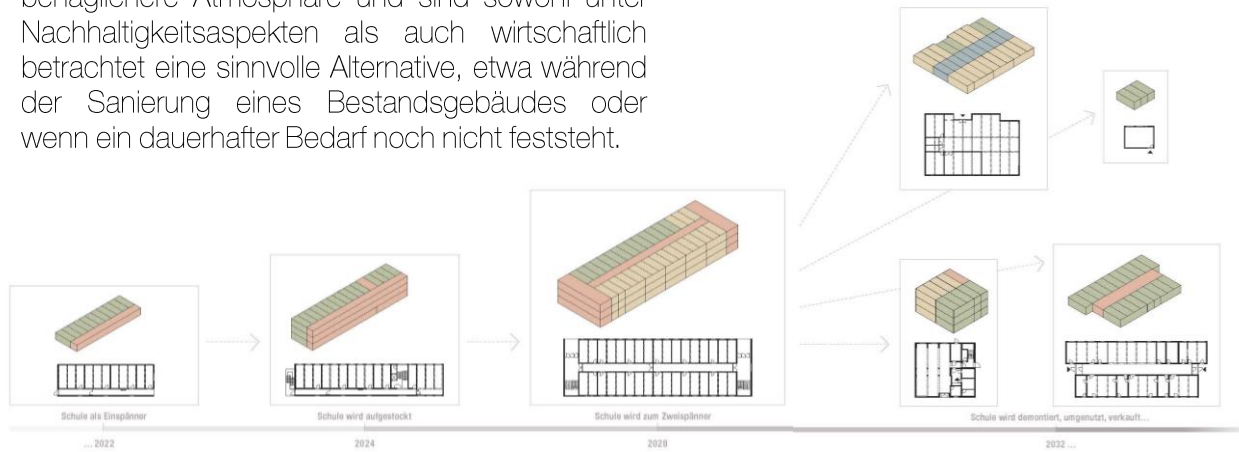 behaglichere Atmosphäre und sind sowohl unter
Nachhaltigkeitsaspekten als auch wirtschaftlich
betrachtet eine sinnvolle Alternative, etwa während
der Sanierung eines Bestandsgebäudes oder
wenn ein dauerhafter Bedarf noch nicht feststeht.
Schule als Einspänner
Schule wird aufgestockt
Schule wird zum Zweispänner
Schule wird demontiert, umgenutzt, verkauft...
... 2022
2024
2028
2032 ...